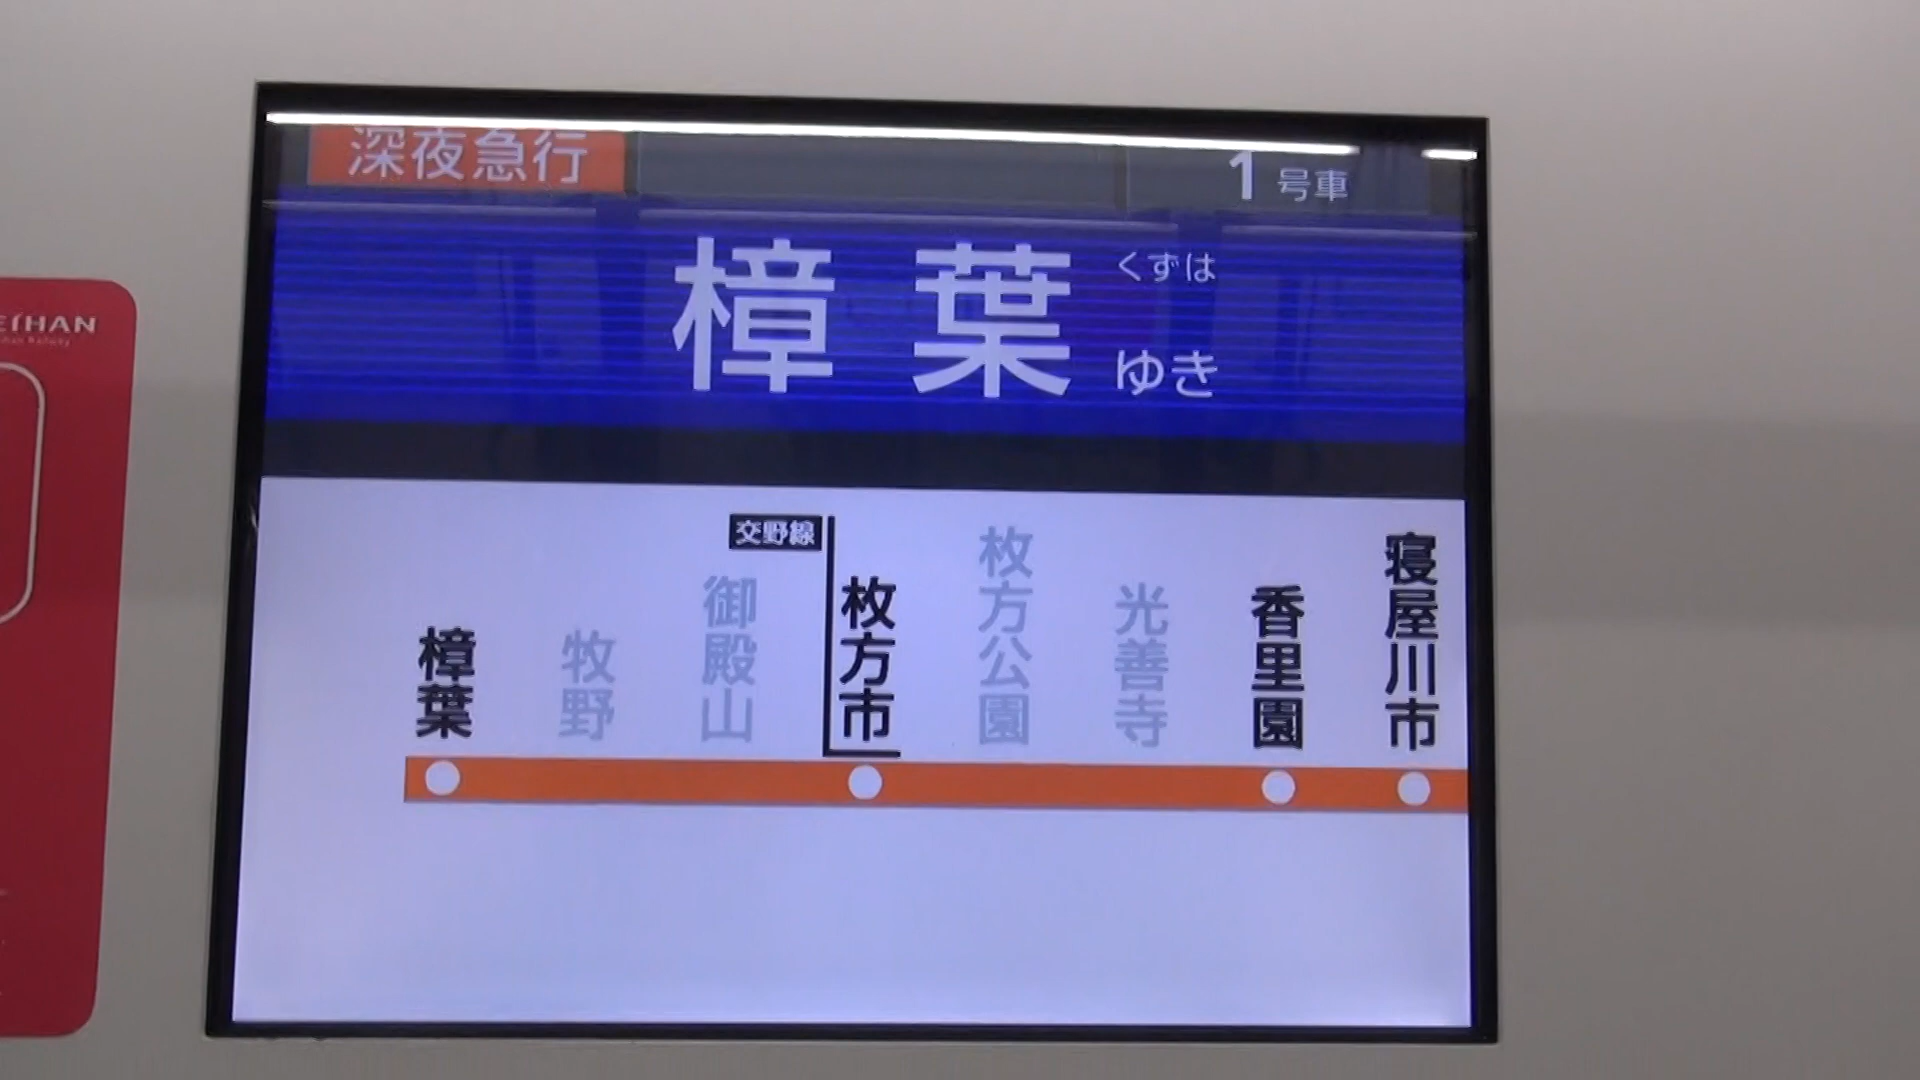 深夜急行
1号車
樟葉
くずは
ゆき
EIHAN
交野線
樟葉
牧野
御殿山
枚方市
枚方公園
光善寺
香里園
寝屋川市